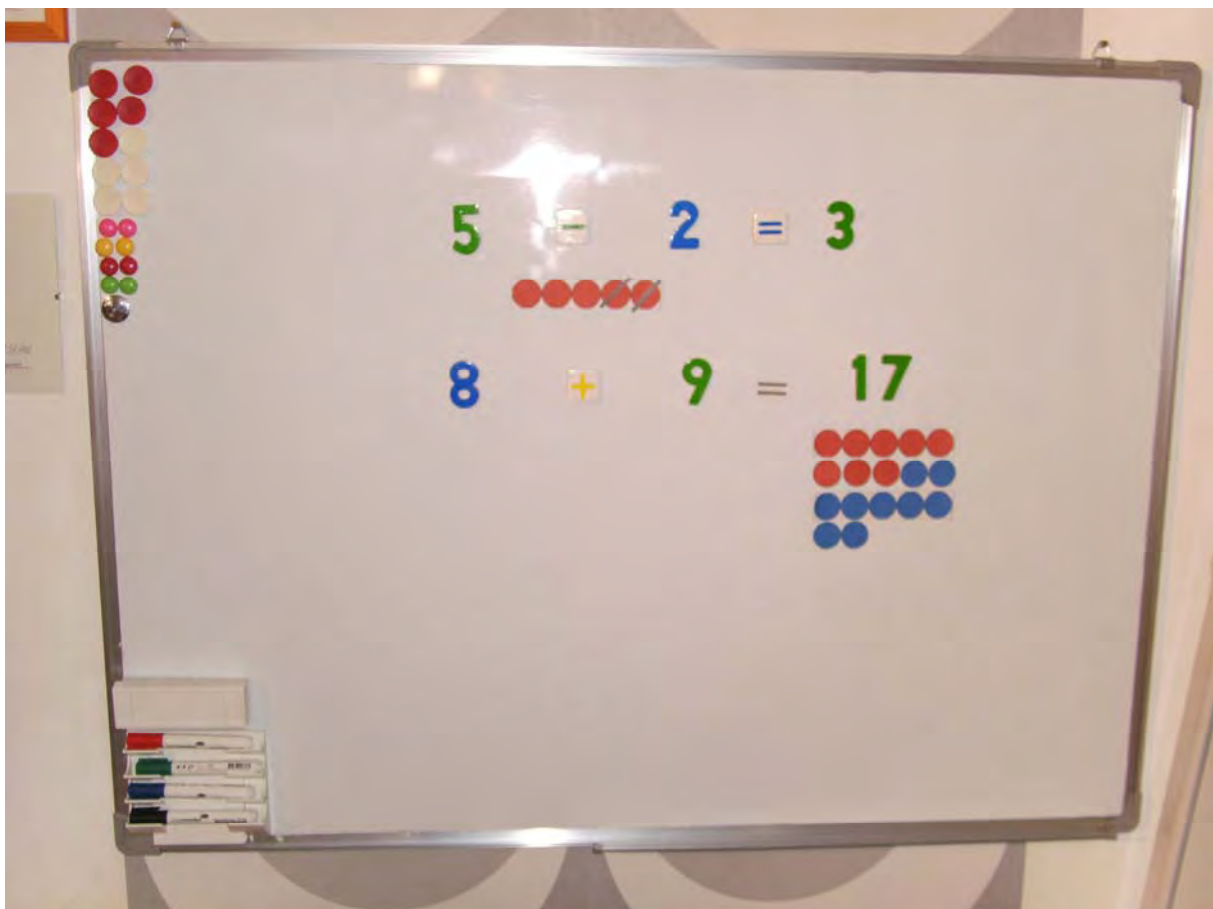 5 - 2 = 3
8 + 9 = 17